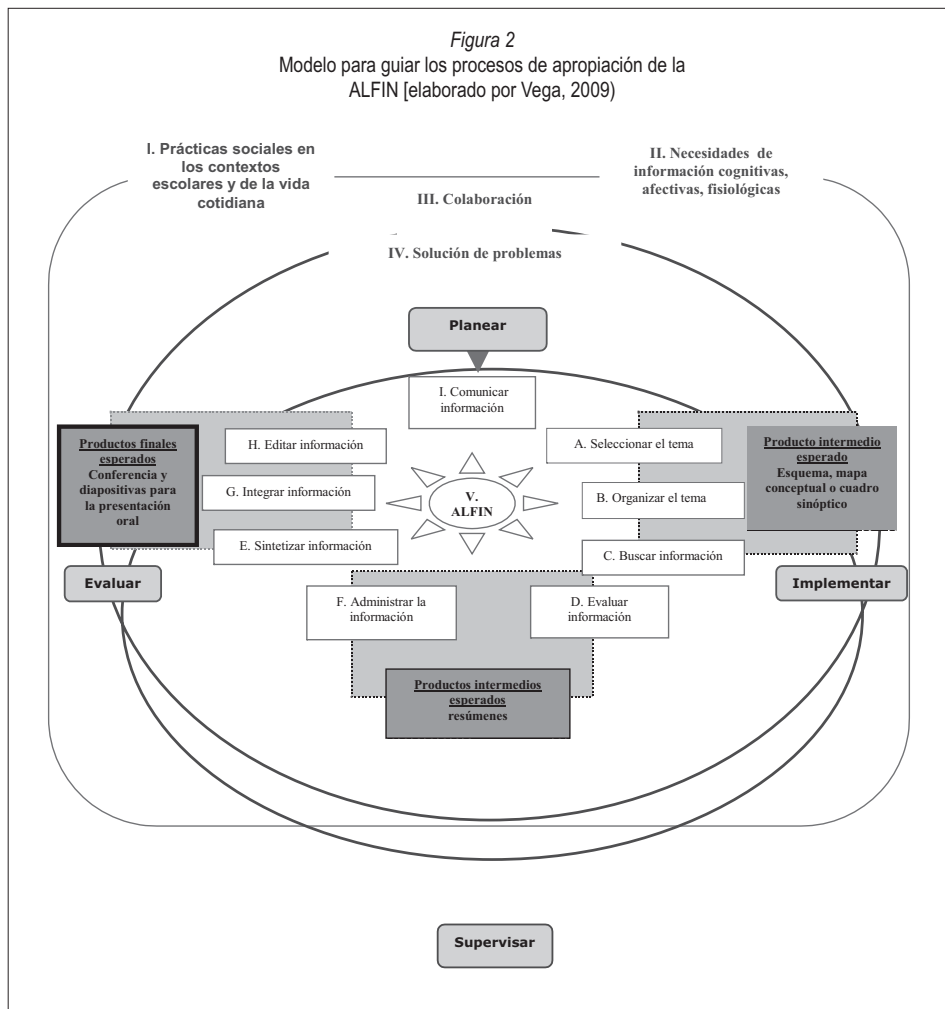 Figura 2
Modelo para guiar los procesos de apropiación de la
ALFIN [elaborado por Vega, 2009)
I. Prácticas sociales en
los contextos
escolares y de la vida
cotidiana
II. Necesidades de
información cognitivas,
afectivas, fisiológicas
III. Colaboración
IV. Solución de problemas
Planear
I. Comunicar
información
H. Editar información
G. Integrar información
E. Sintetizar información
Productos finales
esperados
Conferencia y
diapositivas para
la presentación
oral
V.
ALFIN
A. Seleccionar el tema
B. Organizar el tema
C. Buscar información
Producto intermedio
esperado
Esquema, mapa
conceptual o cuadro
sinóptico
Evaluar
Implementar
F. Administrar la
información
D. Evaluar
información
Productos intermedios
esperados
resúmenes
Supervisar